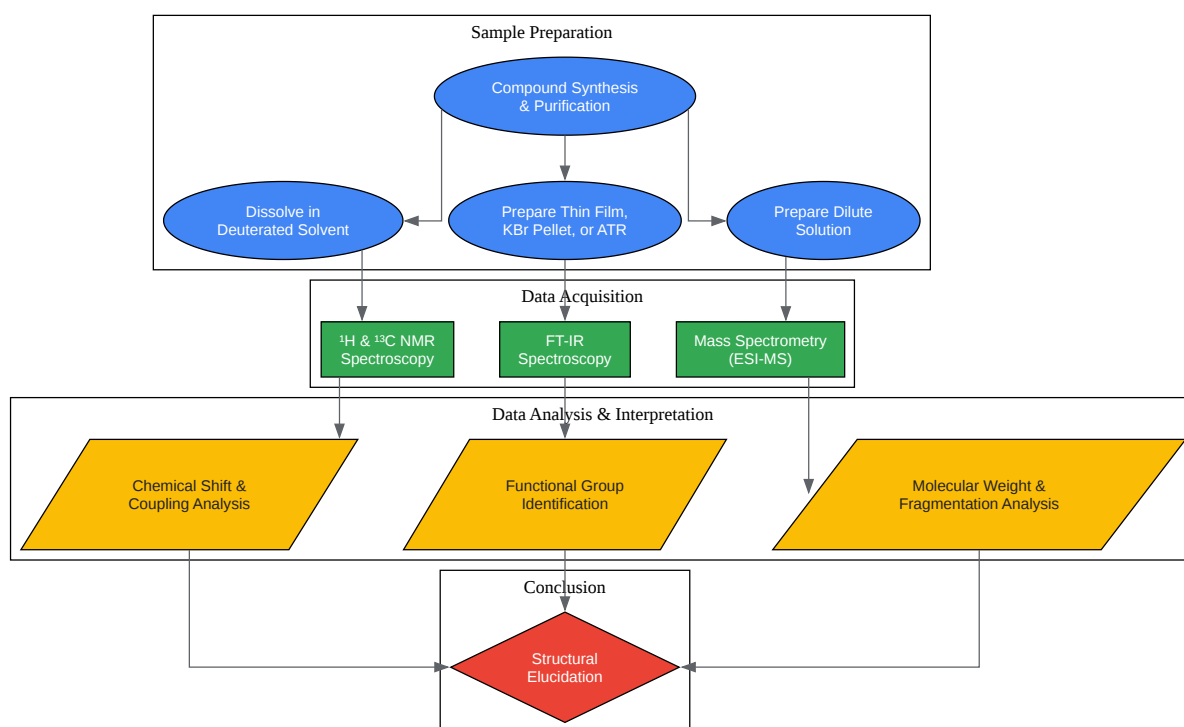 Sample Preparation
Compound Synthesis
& Purification
Dissolve in
Deuterated Solvent
Prepare Thin Film,
KBr Pellet, or ATR
Prepare Dilute
Solution
Data Acquisition
¹H & ¹³C NMR
Spectroscopy
FT-IR
Spectroscopy
Mass Spectrometry
(ESI-MS)
Data Analysis & Interpretation
Chemical Shift &
Coupling Analysis
Functional Group
Identification
Molecular Weight &
Fragmentation Analysis
Conclusion
Structural
Elucidation